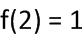 f(2) = 1